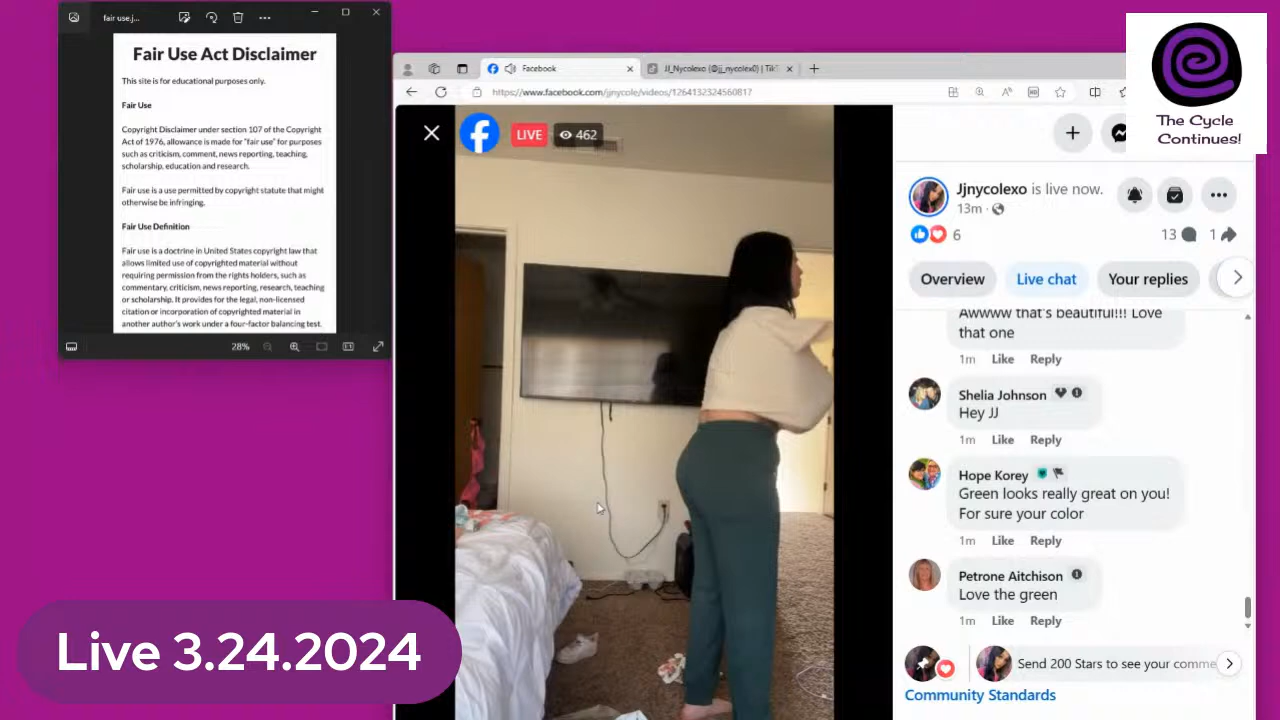 fair use.j...
Fair Use Act Disclaimer
This site is for educational purposes only.
Fair Use
Copyright Disclaimer under section 107 of the Copyright
Act of 1976, allowance is made for "fair use" for purposes
such as criticism, comment, news reporting, teaching,
scholarship, education and research.
Fair use is a use permitted by copyright statute that might
otherwise be infringing.
Fair Use Definition
Fair use is a doctrine in United States copyright law that
allows limited use of copyrighted material without
requiring permission from the rights holders, such as
commentary, criticism, news reporting, research, teaching
or scholarship. It provides for the legal, non-licensed
citation or incorporation of copyrighted material in
another author's work under a four-factor balancing test.
28%
Facebook
JJ_Nycolexo (@jj_nycolex0) | Tik
https://www.facebook.com/jjnycole/videos/1264132324560817
LIVE
462
The Cycle
Continues!
Jjnycolexo is live now.
13m ·
6
13
1
Overview
Live chat
Your replies
Awwww that's beautiful!!! Love
that one
1m Like Reply
Shelia Johnson
Hey JJ
1m Like Reply
Hope Korey
Green looks really great on you!
For sure your color
1m Like Reply
Petrone Aitchison
Love the green
1m Like Reply
Send 200 Stars to see your comme
Community Standards
Live 3.24.2024